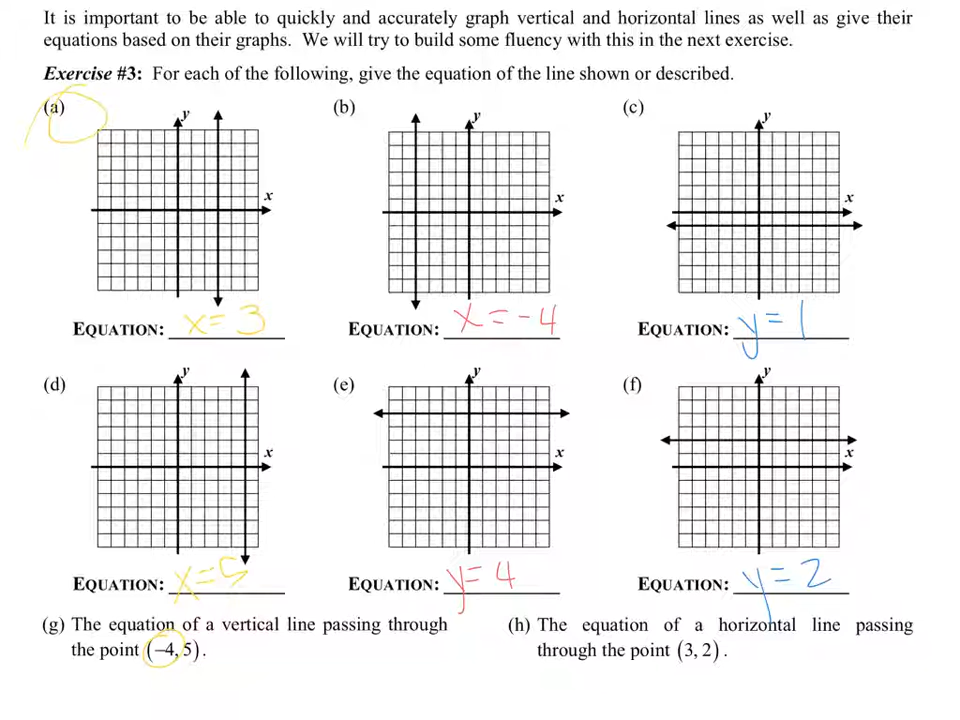 It is important to be able to quickly and accurately graph vertical and horizontal lines as well as give their
equations based on their graphs. We will try to build some fluency with this in the next exercise.
Exercise #3: For each of the following, give the equation of the line shown or described.
(a)
y
x
EQUATION: x = 3
(b)
y
x
EQUATION: x = -4
(c)
y
x
EQUATION: y = 1
(d)
y
x
EQUATION: x = 5
(e)
y
x
EQUATION: y = 4
(f)
y
x
EQUATION: y = 2
(g) The equation of a vertical line passing through
the point (–4, 5).
(h) The equation of a horizontal line passing
through the point (3, 2).